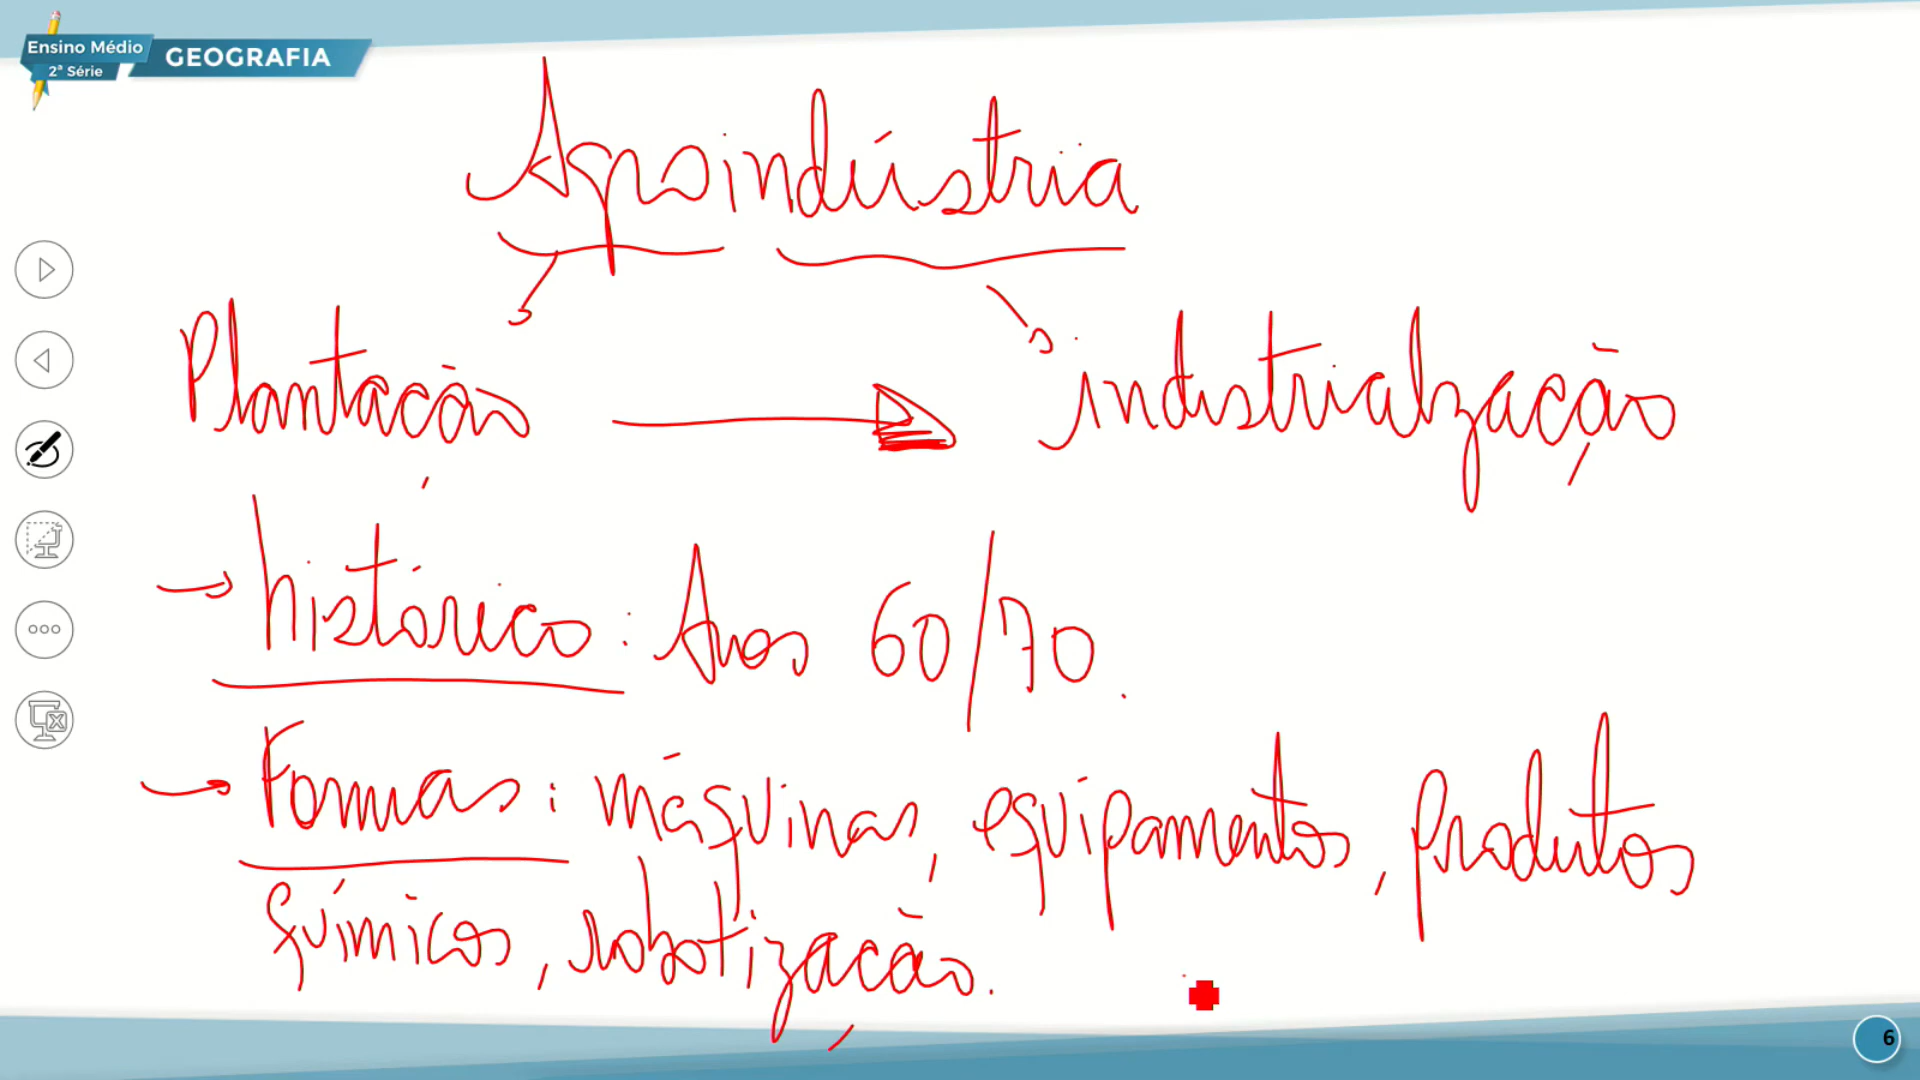 Ensino Médio
2ª Série
GEOGRAFIA
Agroindústria
Plantação → industrialização
→ histórico: Anos 60/70.
→ Formas: máquinas, equipamentos, produtos
químicos, robotização.
6